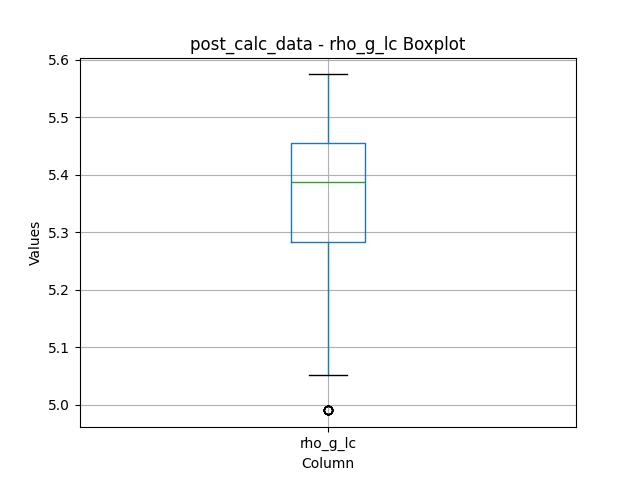 post_calc_data - rho_g_lc Boxplot
5.6
5.5
5.4
5.3
5.2
5.1
5.0
Values
rho_g_lc
Column